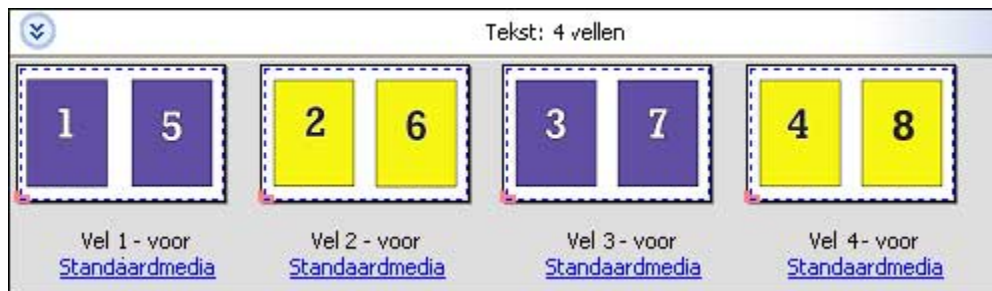 Tekst: 4 vellen
1 5 2 6 3 7 4 8
Vel 1 - voor Vel 2 - voor Vel 3 - voor Vel 4 - voor
Standaardmedia Standaardmedia Standaardmedia Standaardmedia